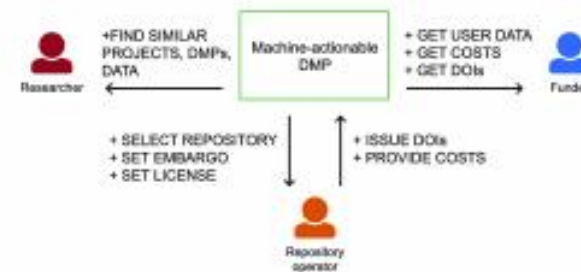 +FIND SIMILAR
PROJECTS, DMPs,
DATA
Researcher
Machine-actionable
DMP
+ GET USER DATA
+ GET COSTS
+ GET DOIs
Funde
+ SELECT REPOSITORY
+ SET EMBARGO
+ SET LICENSE
+ ISSUE DOIs
+ PROVIDE COSTS
Repository
operator